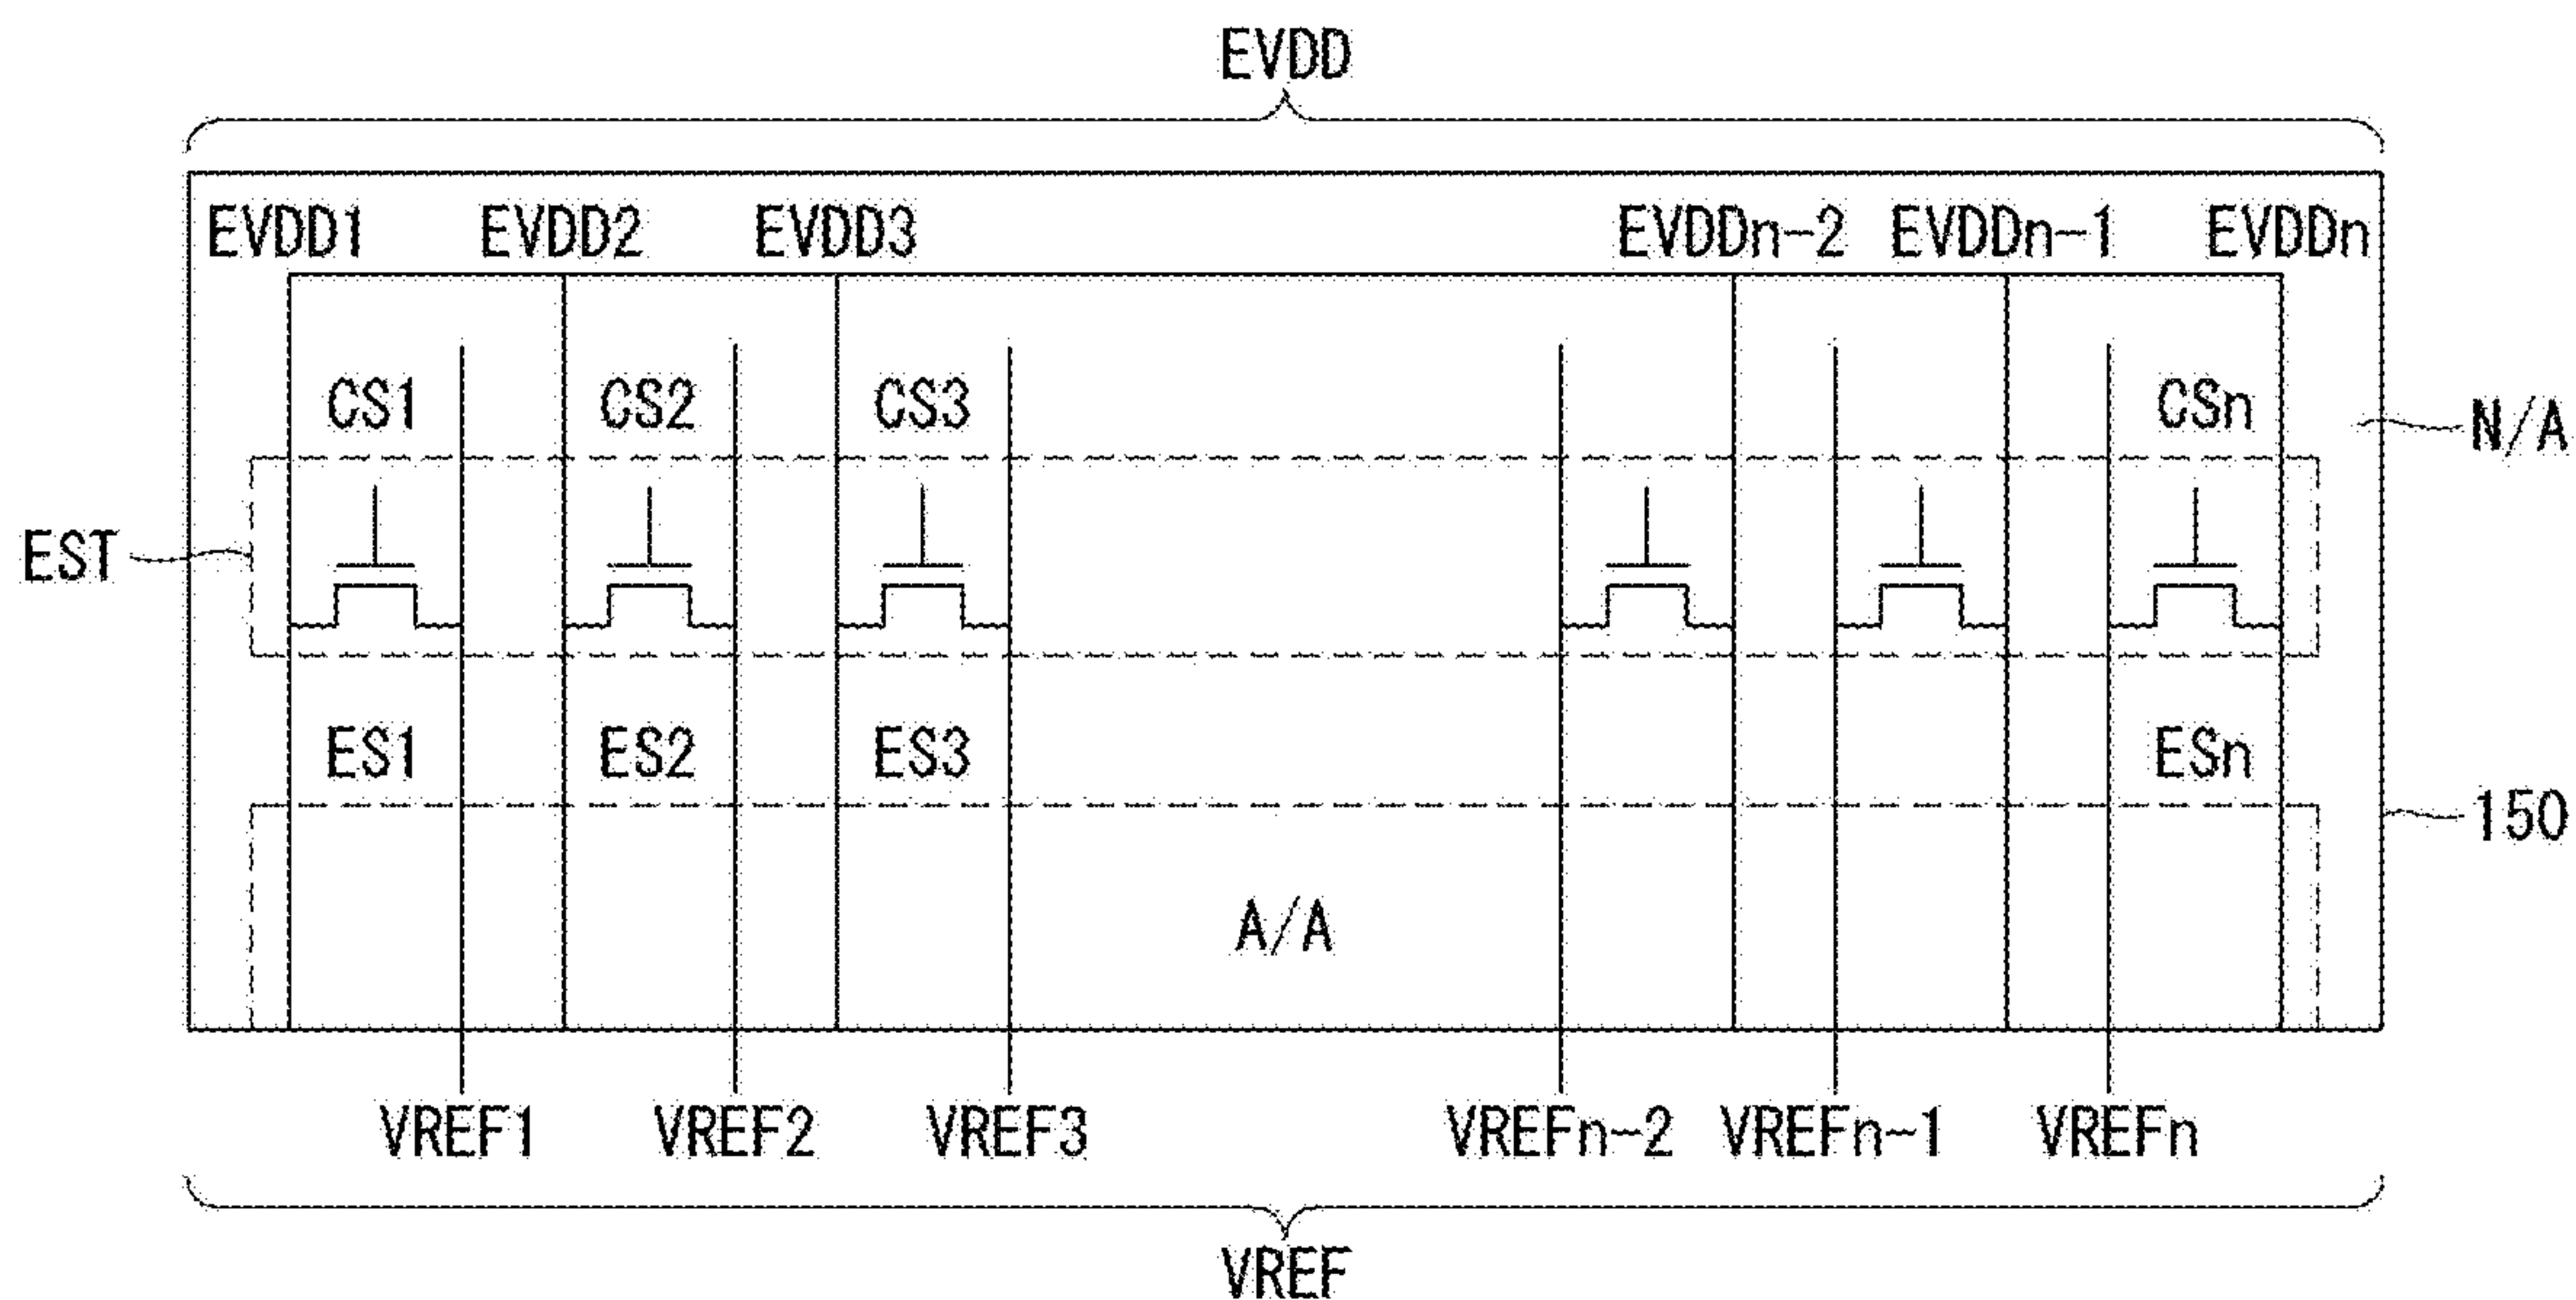 EVDD
EVDD1 EVDD2 EVDD3 EVDDn-2 EVDDn-1 EVDDn
CS1 CS2 CS3 CSn
N/A
EST
ES1 ES2 ES3 ESn
150
A/A
VREF1 VREF2 VREF3 VREFn-2 VREFn-1 VREFn
VREF